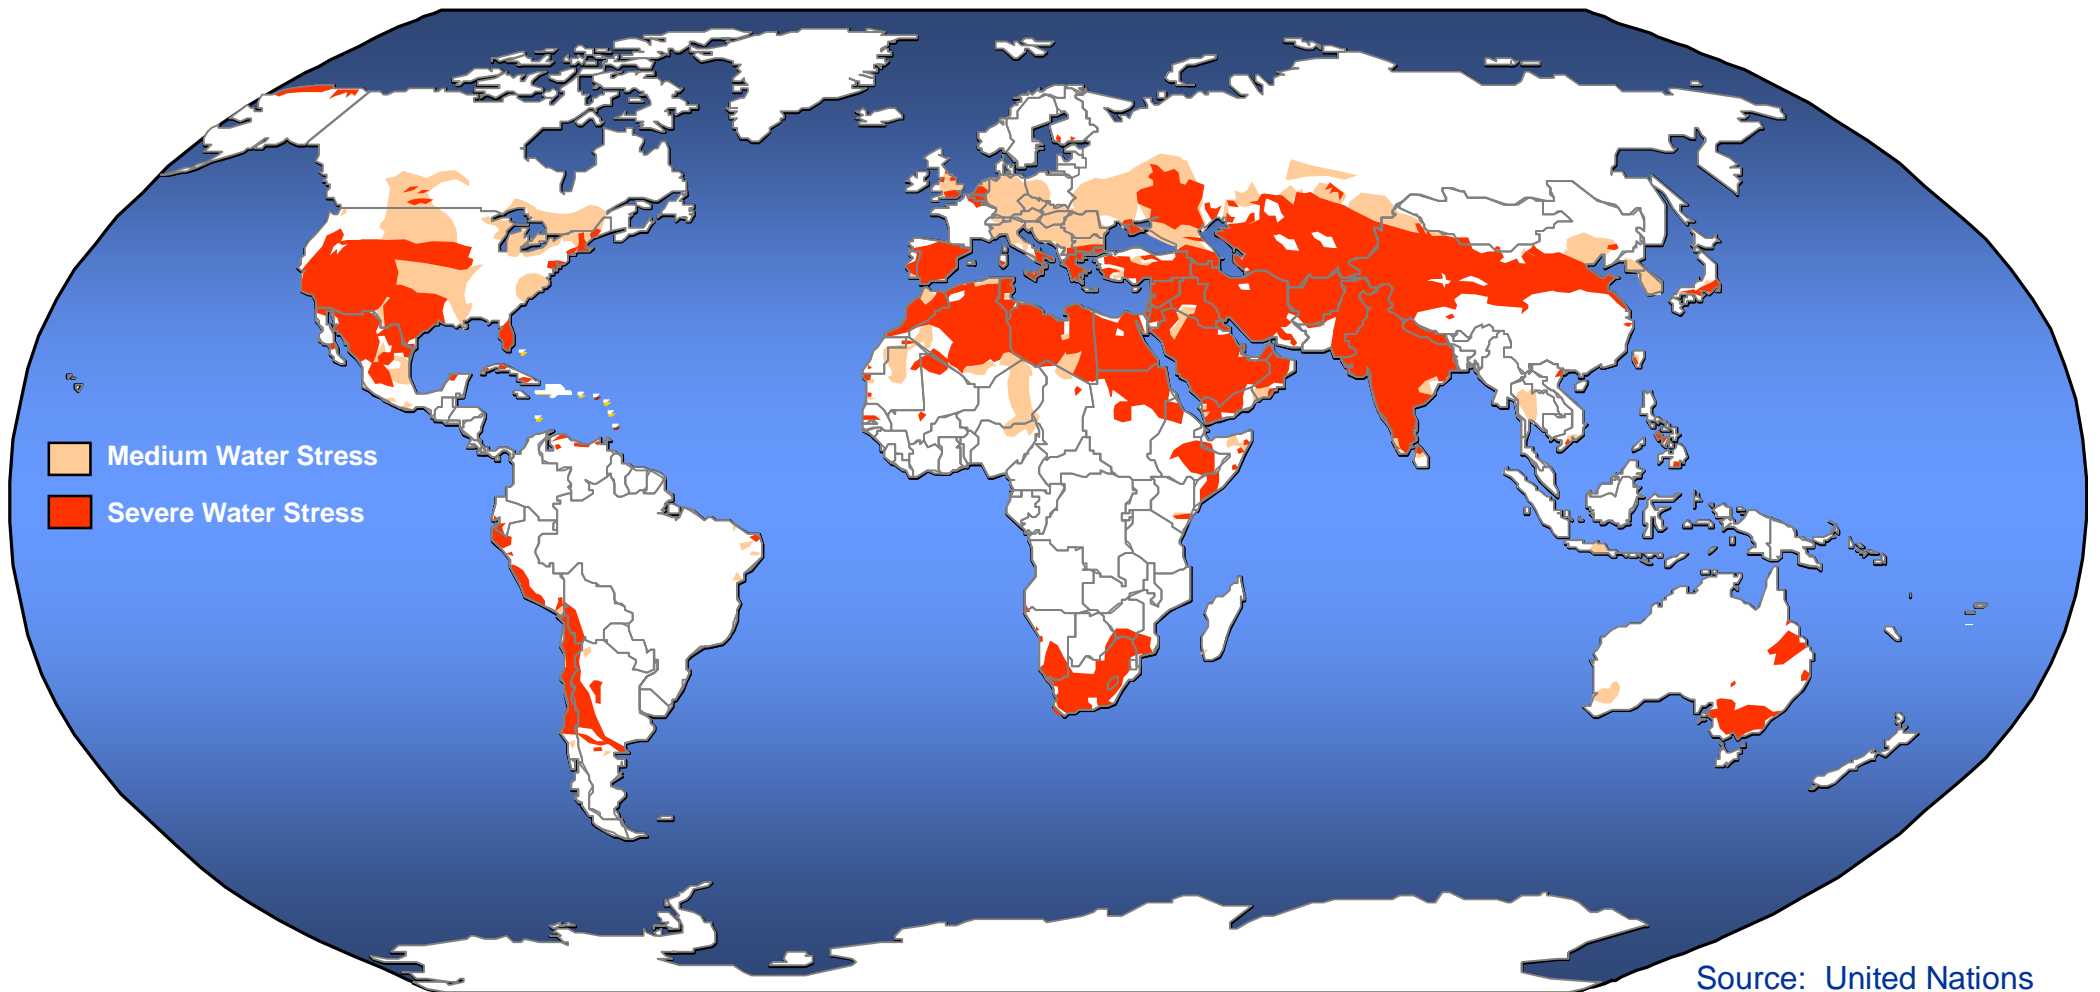 Medium Water Stress
Severe Water Stress
Source: United Nations